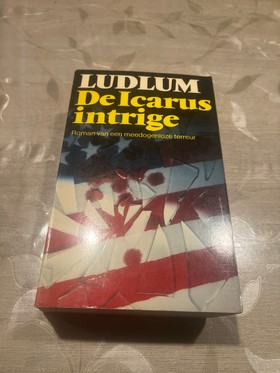 LUDLUM
De Icarus
intrige
Roman van een meedogenloze terreur